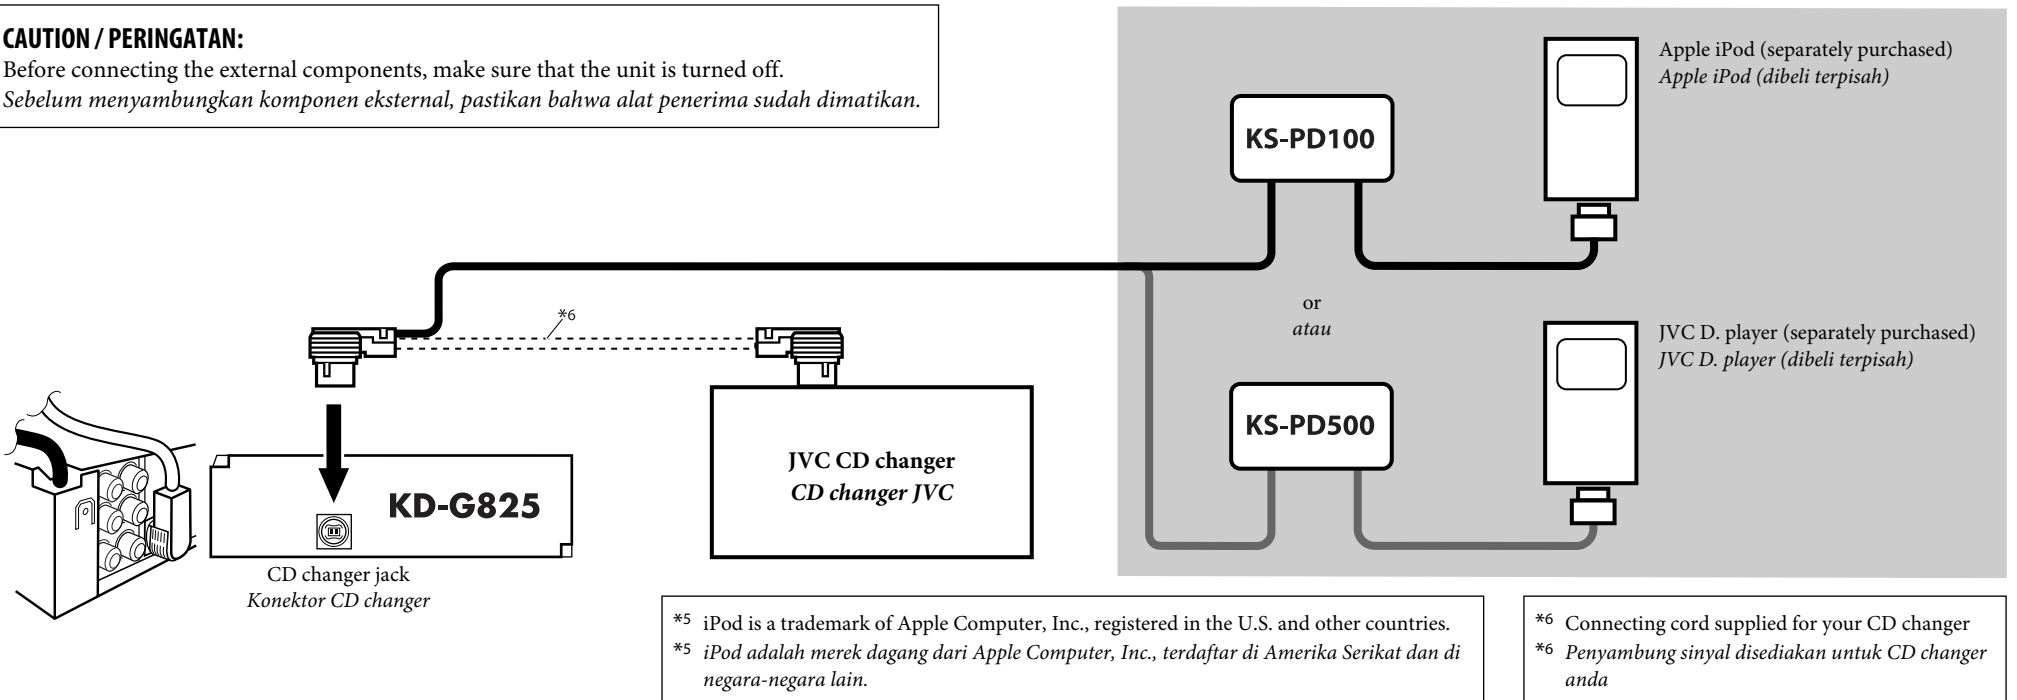 CAUTION / PERINGATAN:
Before connecting the external components, make sure that the unit is turned off.
Sebelum menyambungkan komponen eksternal, pastikan bahwa alat penerima sudah dimatikan.
Apple iPod (separately purchased)
Apple iPod (dibeli terpisah)
KS-PD100
or
atau
*6
JVC D. player (separately purchased)
JVC D. player (dibeli terpisah)
KS-PD500
JVC CD changer
CD changer JVC
KD-G825
CD changer jack
Konektor CD changer
*5 iPod is a trademark of Apple Computer, Inc., registered in the U.S. and other countries.
*5 iPod adalah merek dagang dari Apple Computer, Inc., terdaftar di Amerika Serikat dan di
negara-negara lain.
*6 Connecting cord supplied for your CD changer
*6 Penyambung sinyal disediakan untuk CD changer
anda